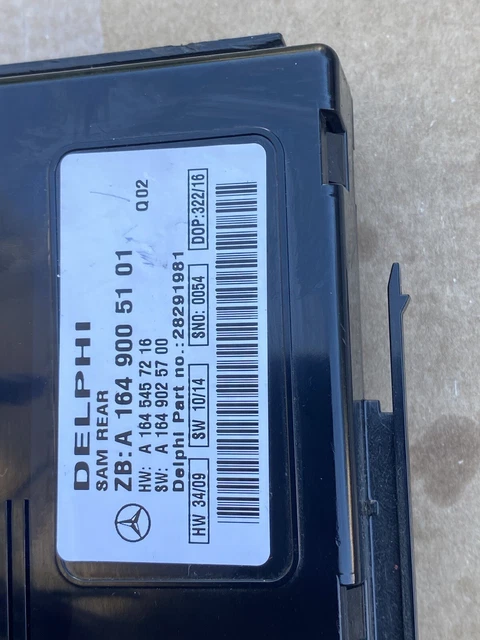 DELPHI
SAM REAR
ZB: A 164 900 51 01
HW: A 164 545 72 16
SW: A 164 902 57 00
Q02
Delphi Part no.: 28291981
HW 34/09 SW 10/14 SNO: 0054 DOP:322/16